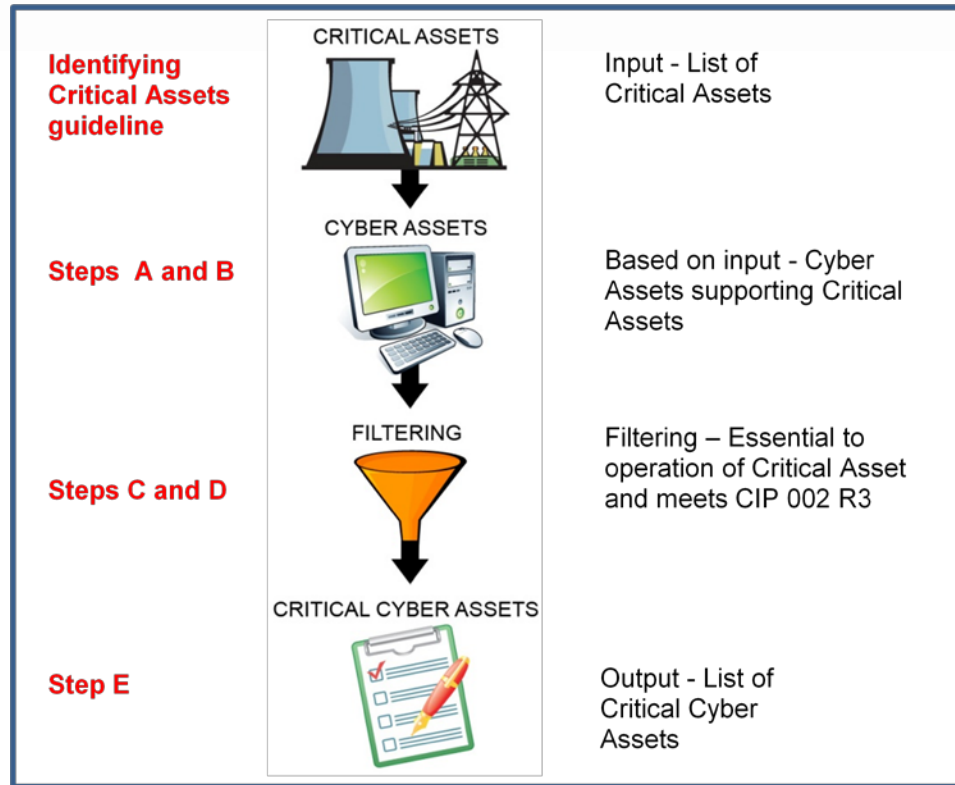 CRITICAL ASSETS
Identifying
Critical Assets
guideline
Input - List of
Critical Assets
CYBER ASSETS
Steps A and B
Based on input - Cyber
Assets supporting Critical
Assets
FILTERING
Steps C and D
Filtering – Essential to
operation of Critical Asset
and meets CIP 002 R3
CRITICAL CYBER ASSETS
Step E
Output - List of
Critical Cyber
Assets